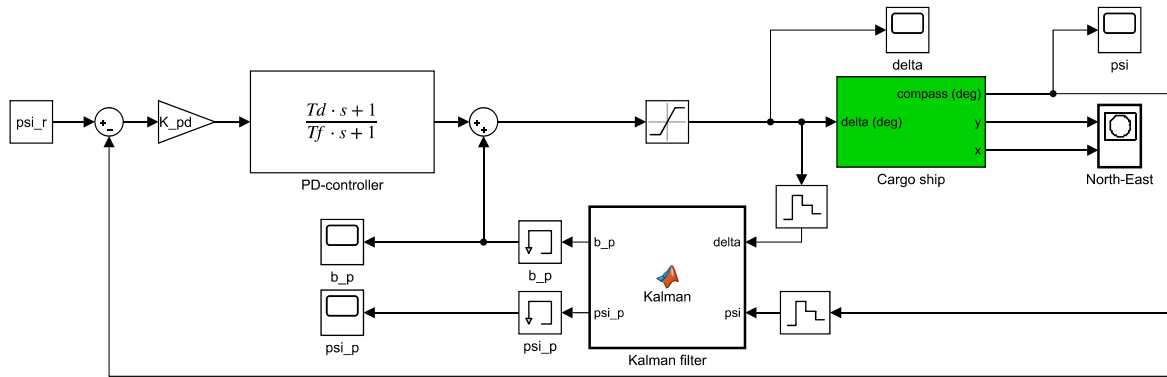 delta
psi
psi_r
+
−
K_pd
Td · s + 1
Tf · s + 1
PD-controller
+
+
compass (deg)
delta (deg)
y
x
Cargo ship
North-East
b_p
b_p
b_p
delta
Kalman
psi_p
psi
psi_p
psi_p
Kalman filter